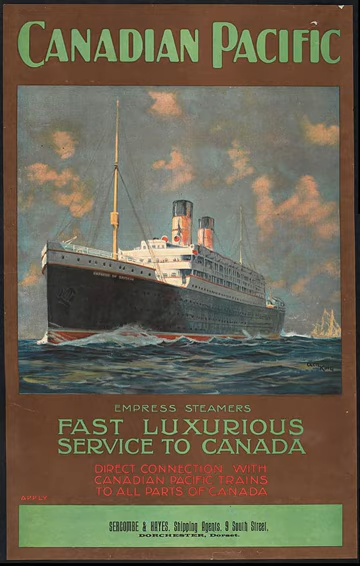 CANADIAN PACIFIC
EMPRESS STEAMERS
FAST LUXURIOUS
SERVICE TO CANADA
DIRECT CONNECTION WITH
CANADIAN PACIFIC TRAINS
TO ALL PARTS OF CANADA
APPLY
SEACOMBE & HAYES, Shipping Agents, 9 South Street,
DORCHESTER, Dorset.